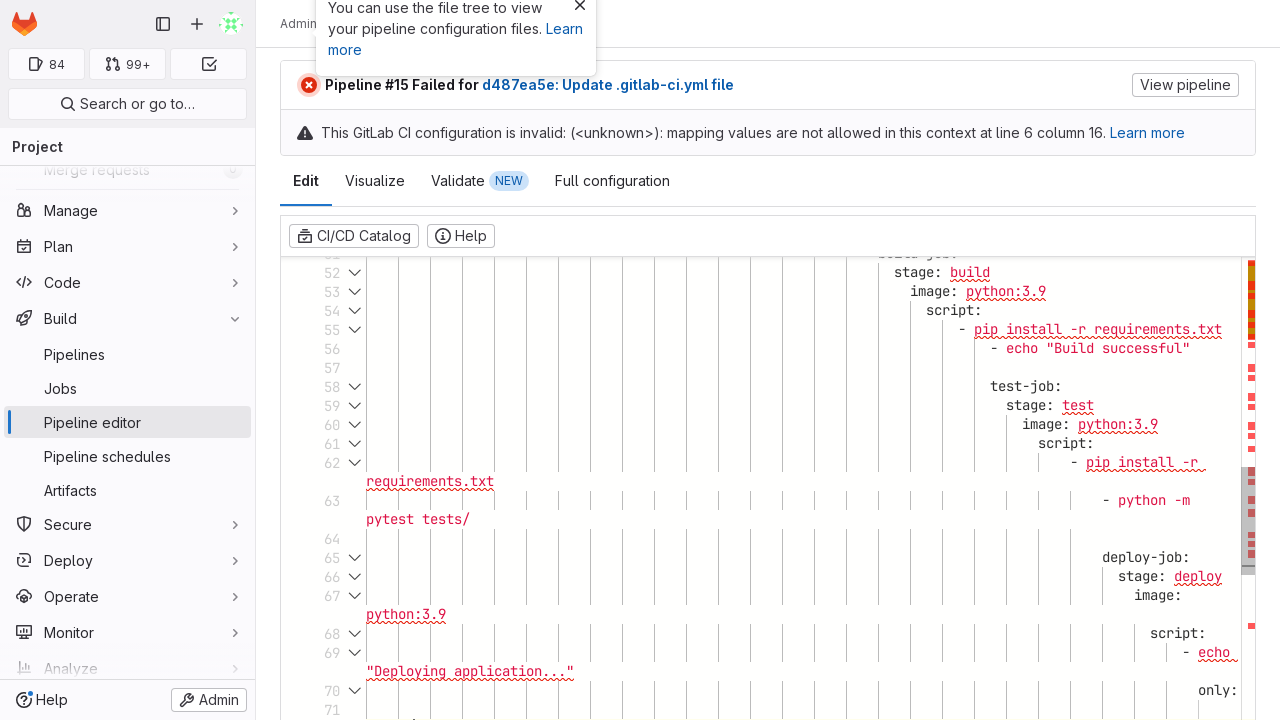 You can use the file tree to view
your pipeline configuration files. Learn
more
Admin
84
99+
Search or go to…
Project
Merge requests
Manage
Plan
Code
Build
Pipelines
Jobs
Pipeline editor
Pipeline schedules
Artifacts
Secure
Deploy
Operate
Monitor
Analyze
Help
Admin
Pipeline #15 Failed for d487ea5e: Update .gitlab-ci.yml file
View pipeline
This GitLab CI configuration is invalid: (<unknown>): mapping values are not allowed in this context at line 6 column 16. Learn more
Edit
Visualize
Validate NEW
Full configuration
CI/CD Catalog
Help
51 build-job:
52 stage: build
53 image: python:3.9
54 script:
55 - pip install -r requirements.txt
56 - echo "Build successful"
57
58 test-job:
59 stage: test
60 image: python:3.9
61 script:
62 - pip install -r
requirements.txt
63 - python -m
pytest tests/
64
65 deploy-job:
66 stage: deploy
67 image:
python:3.9
68 script:
69 - echo
"Deploying application..."
70 only:
71